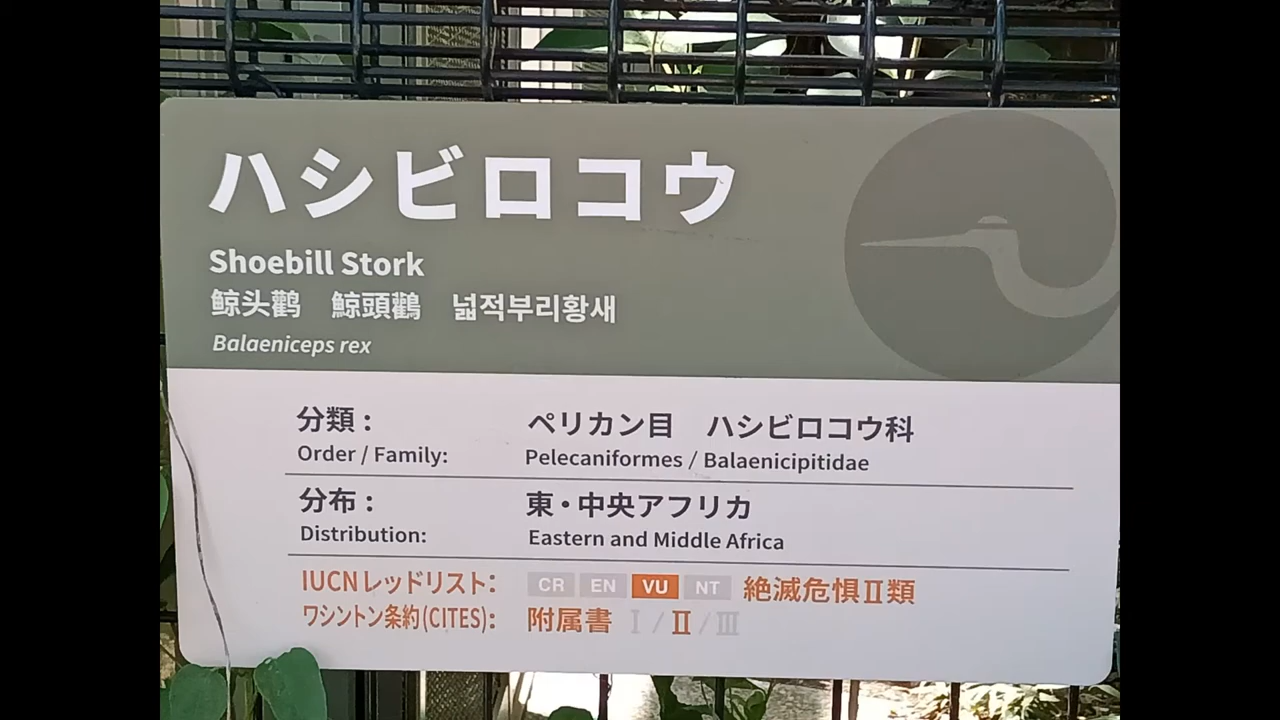 ハシビロコウ
Shoebill Stork
鲸头鹳　鯨頭鸛　넓적부리황새
Balaeniceps rex
分類：　ペリカン目　ハシビロコウ科
Order / Family:　Pelecaniformes / Balaenicipitidae
分布：　東・中央アフリカ
Distribution:　Eastern and Middle Africa
IUCNレッドリスト：　CR　EN　VU　NT　絶滅危惧Ⅱ類
ワシントン条約(CITES)：　附属書　Ⅰ/Ⅱ/Ⅲ